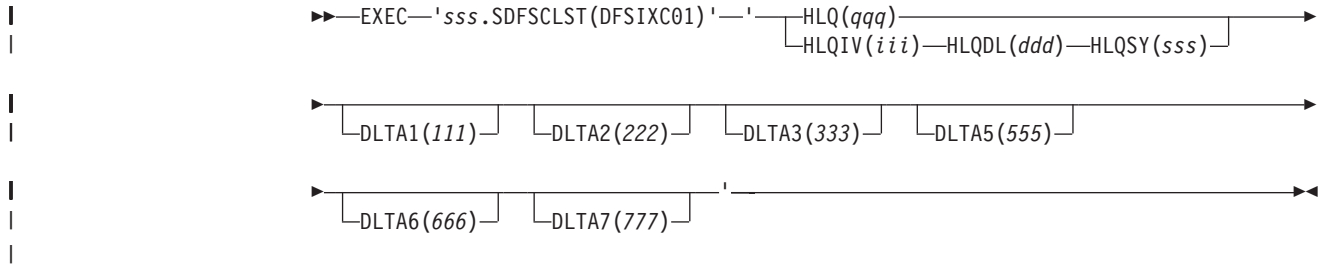 EXEC 'sss.SDFSCLST(DFSIXC01)' ' HLQ(qqq)
HLQIV(iii) HLQDL(ddd) HLQSY(sss)
DLTA1(111) DLTA2(222) DLTA3(333) DLTA5(555)
'
DLTA6(666) DLTA7(777)